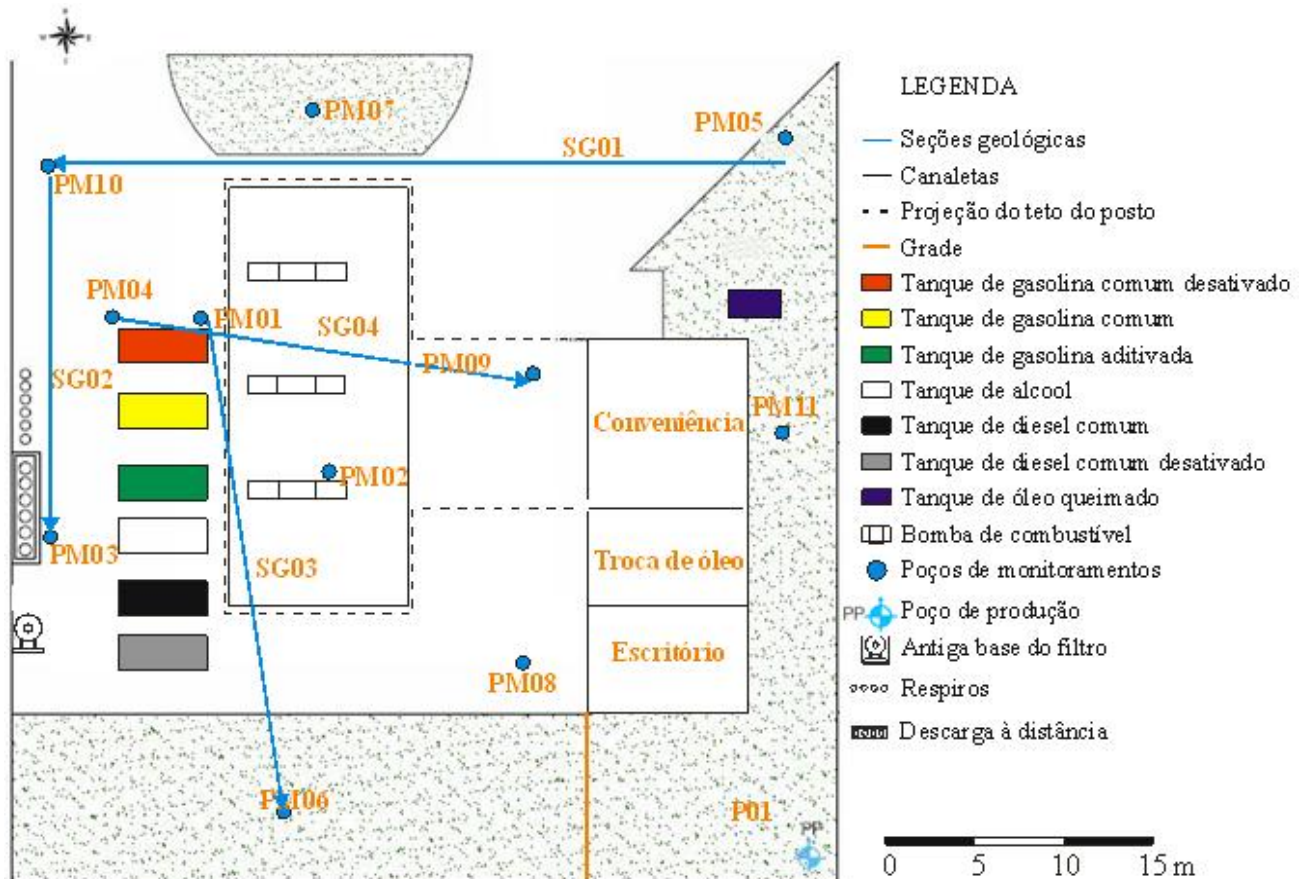 LEGENDA
PM07
PM05
SG01
Seções geológicas
PM10
Canaletas
Projeção do teto do posto
Grade
Tanque de gasolina comum desativado
PM04
PM01
SG04
Tanque de gasolina comum
PM09
SG02
Tanque de gasolina aditivada
Tanque de alcool
Conveniência
PM11
Tanque de diesel comum
PM02
Tanque de diesel comum desativado
Tanque de óleo queimado
PM03
Bomba de combustível
SG03
Troca de óleo
Poços de monitoramentos
PP
Poço de produção
Escritório
Antiga base do filtro
PM08
Respiros
Descarga à distância
PM06
P01
PP
0 5 10 15 m